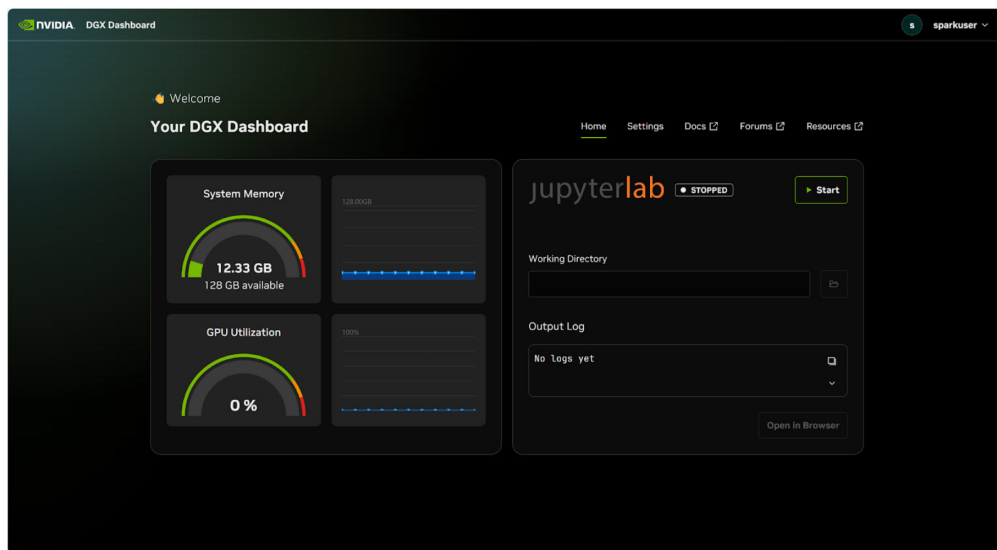 NVIDIA. DGX Dashboard
s sparkuser
👋 Welcome
Your DGX Dashboard
Home Settings Docs Forums Resources
System Memory
12.33 GB
128 GB available
128.00GB
GPU Utilization
0 %
100%
jupyterlab STOPPED
Start
Working Directory
Output Log
No logs yet
Open in Browser